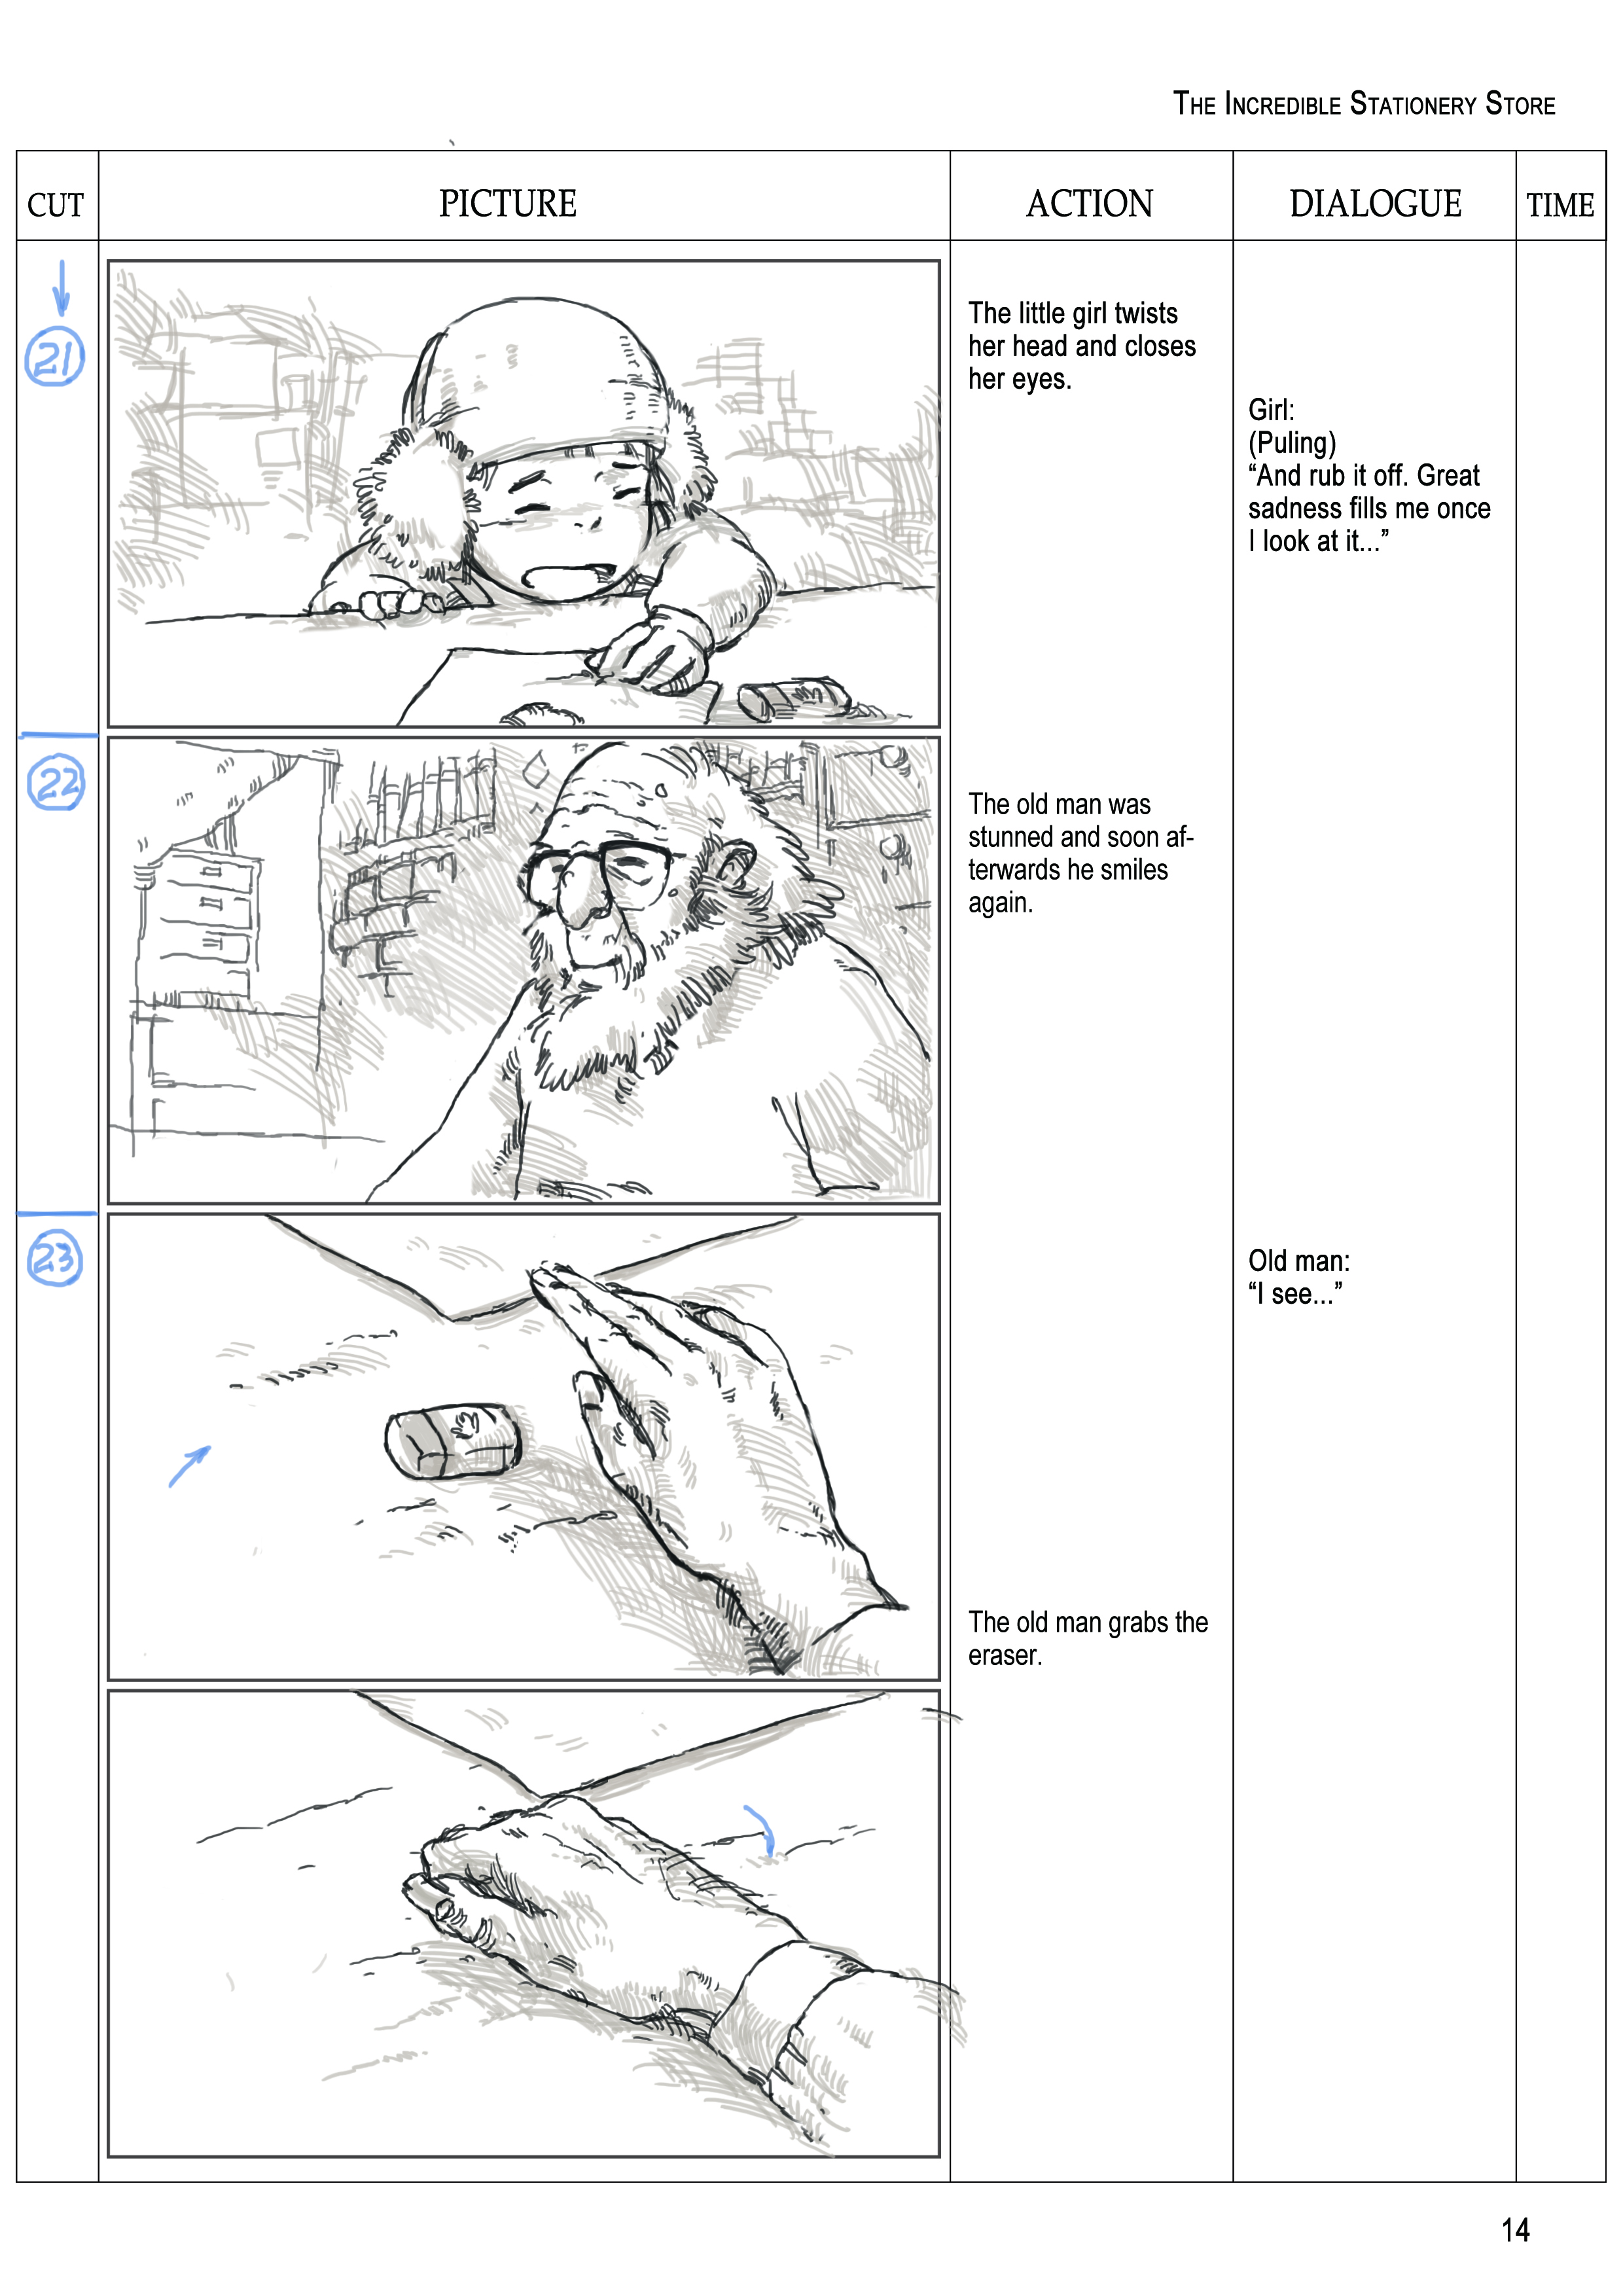 The Incredible Stationery Store
CUT
PICTURE
ACTION
DIALOGUE
TIME
21
The little girl twists
her head and closes
her eyes.
Girl:
(Puling)
“And rub it off. Great
sadness fills me once
I look at it...”
22
The old man was
stunned and soon af-
terwards he smiles
again.
23
Old man:
“I see...”
The old man grabs the
eraser.
14